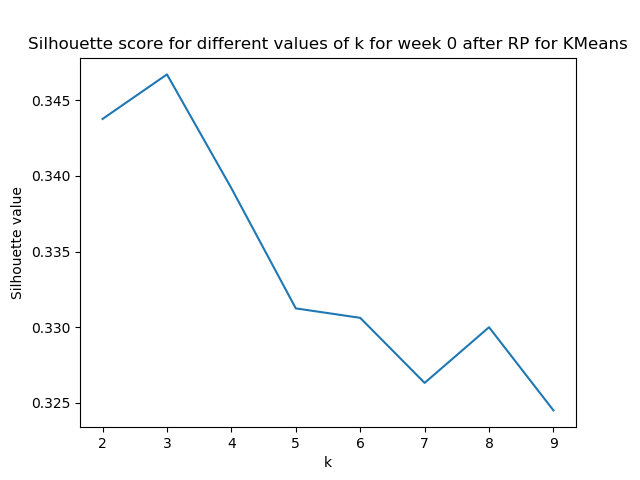 Silhouette score for different values of k for week 0 after RP for KMeans
0.345
0.340
0.335
0.330
0.325
Silhouette value
2 3 4 5 6 7 8 9
k